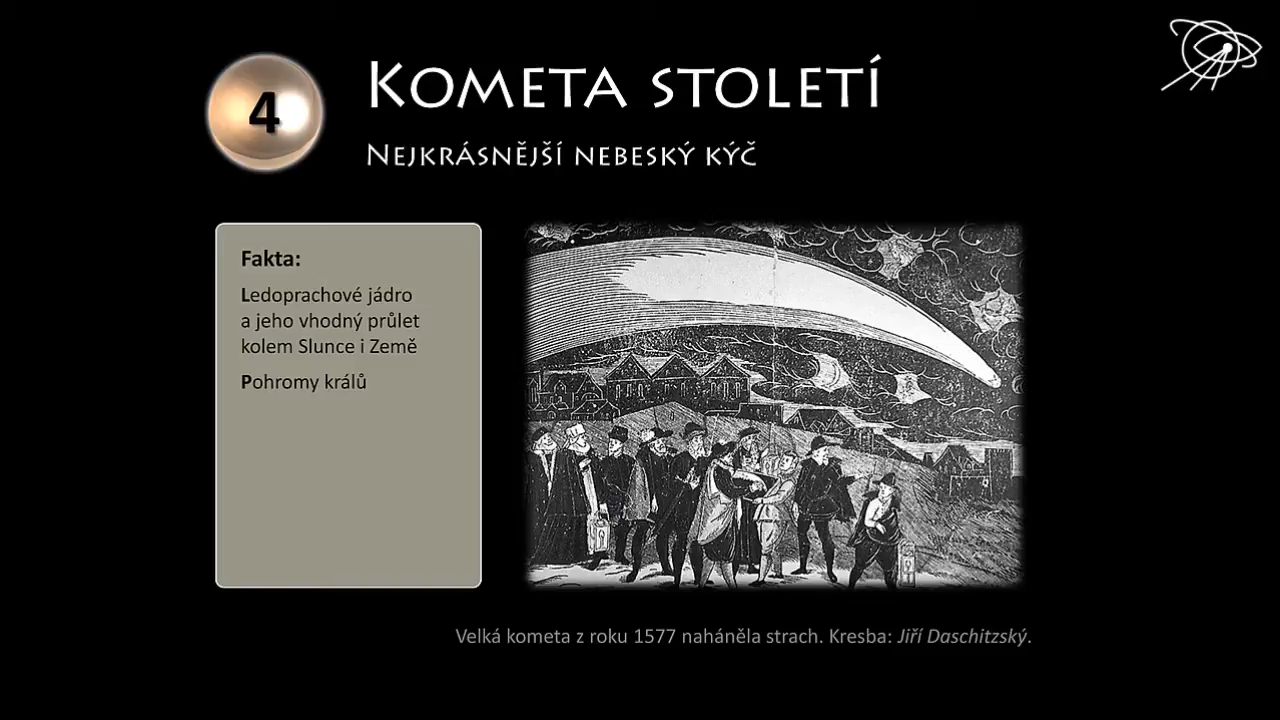 4
Kometa století
Nejkrásnější nebeský kýč
Fakta:
Ledoprachové jádro
a jeho vhodný průlet
kolem Slunce i Země
Pohromy králů
Velká kometa z roku 1577 naháněla strach. Kresba: Jiří Daschitzský.